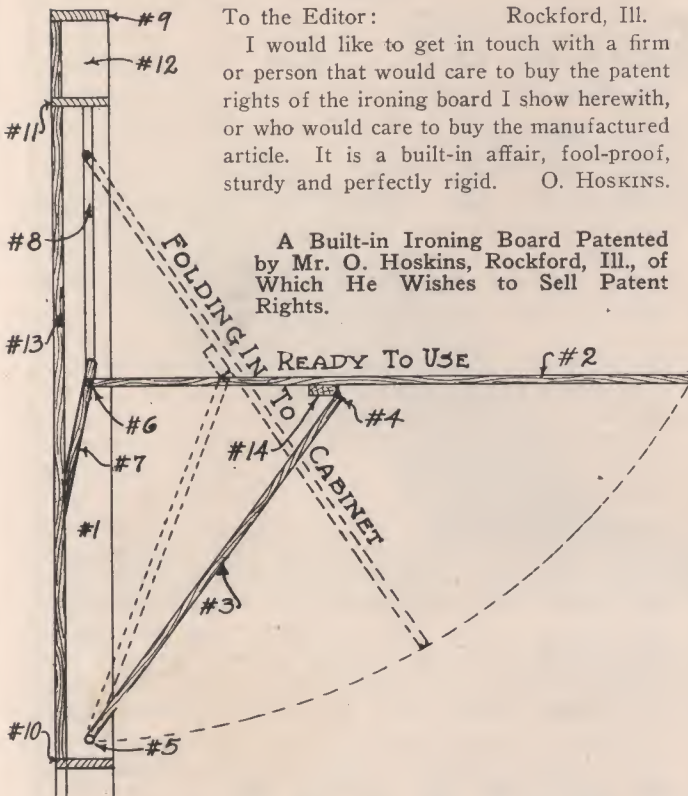 To the Editor: Rockford, Ill.
I would like to get in touch with a firm
or person that would care to buy the patent
rights of the ironing board I show herewith,
or who would care to buy the manufactured
article. It is a built-in affair, fool-proof,
sturdy and perfectly rigid. O. HOSKINS.
A Built-in Ironing Board Patented
by Mr. O. Hoskins, Rockford, Ill., of
Which He Wishes to Sell Patent
Rights.
#9
#12
#11
#8
FOLDING IN TO CABINET
#13
READY TO USE
#2
#6
#4
#14
#7
#1
#3
#10
#5